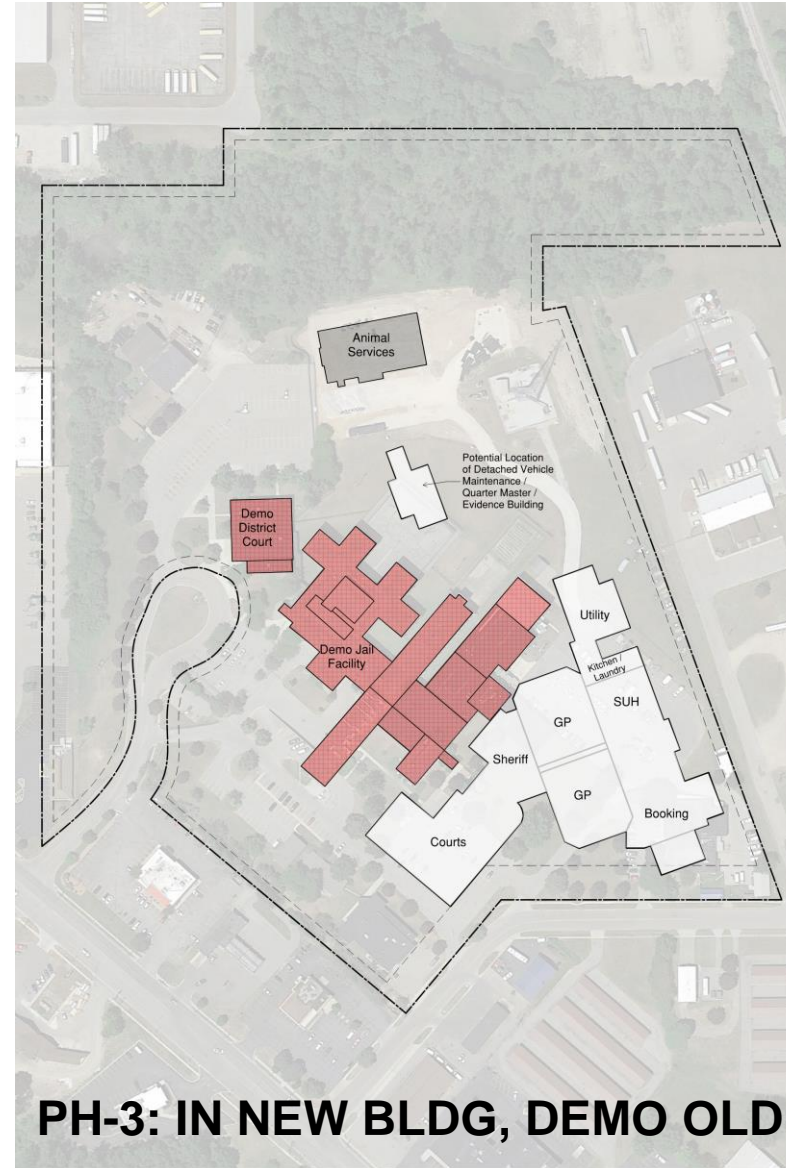 Animal
Services
Potential Location
of Detached Vehicle
Maintenance /
Quarter Master /
Evidence Building
Demo
District
Court
Demo Jail
Facility
Utility
Kitchen /
Laundry
SUH
GP
Sheriff
GP
Booking
Courts
PH-3: IN NEW BLDG, DEMO OLD